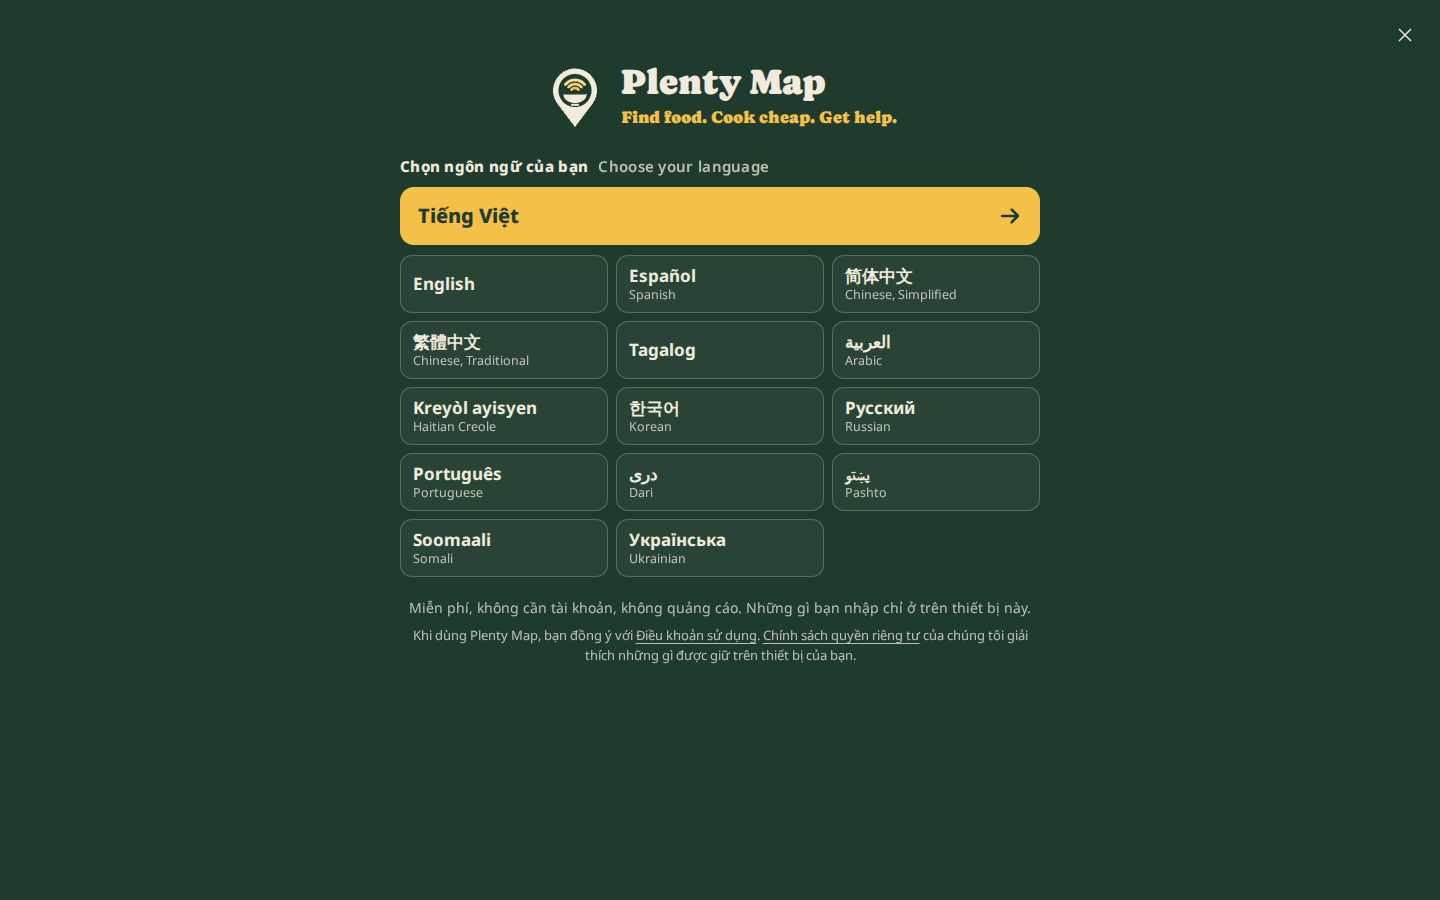 Plenty Map
Find food. Cook cheap. Get help.
Chọn ngôn ngữ của bạn Choose your language
Tiếng Việt
English
Español
Spanish
简体中文
Chinese, Simplified
繁體中文
Chinese, Traditional
Tagalog
العربية
Arabic
Kreyòl ayisyen
Haitian Creole
한국어
Korean
Русский
Russian
Português
Portuguese
دری
Dari
پښتو
Pashto
Soomaali
Somali
Українська
Ukrainian
Miễn phí, không cần tài khoản, không quảng cáo. Những gì bạn nhập chỉ ở trên thiết bị này.
Khi dùng Plenty Map, bạn đồng ý với Điều khoản sử dụng. Chính sách quyền riêng tư của chúng tôi giải
thích những gì được giữ trên thiết bị của bạn.